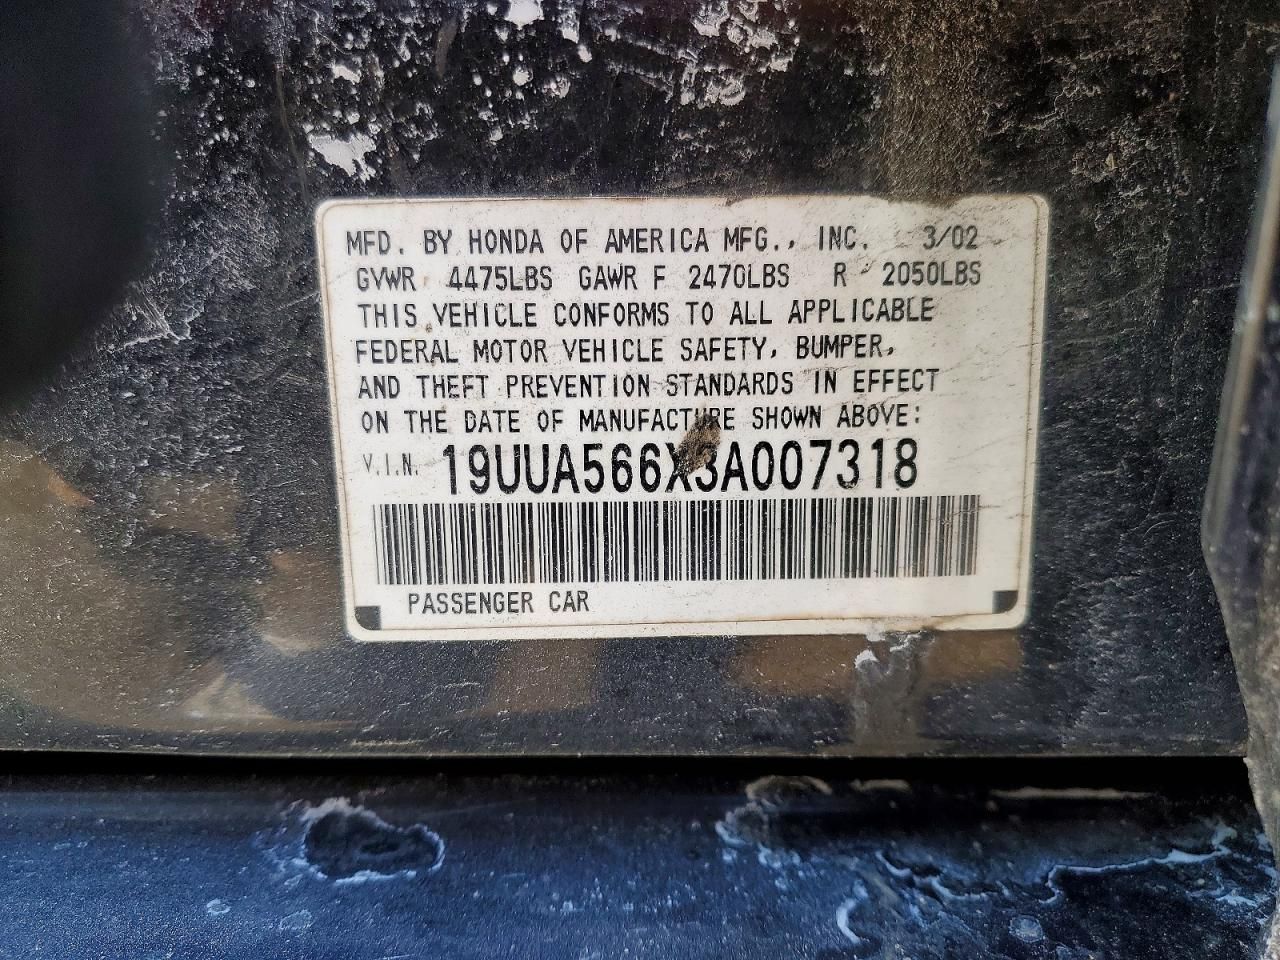 MFD. BY HONDA OF AMERICA MFG., INC. 3/02
GVWR 4475LBS GAWR F 2470LBS R 2050LBS
THIS VEHICLE CONFORMS TO ALL APPLICABLE
FEDERAL MOTOR VEHICLE SAFETY, BUMPER,
AND THEFT PREVENTION STANDARDS IN EFFECT
ON THE DATE OF MANUFACTURE SHOWN ABOVE:
V.I.N. 19UUA566X3A007318
PASSENGER CAR